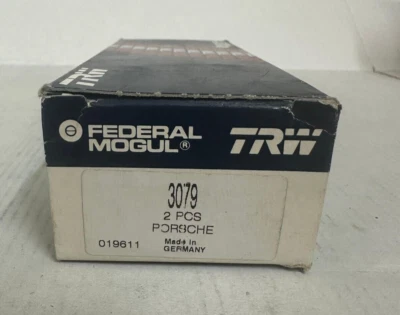 TRW
FEDERAL
MOGUL® TRW
3079
2 PCS
PORSCHE
019611 Made in
GERMANY